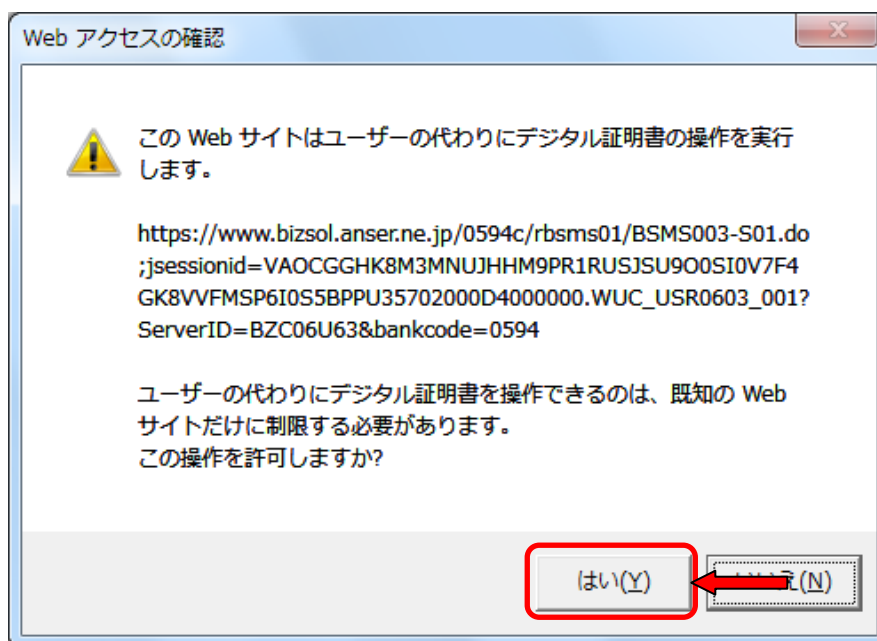 Web アクセスの確認
この Web サイトはユーザーの代わりにデジタル証明書の操作を実行
します。
https://www.bizsol.anser.ne.jp/0594c/rbsms01/BSMS003-S01.do
;jsessionid=VAOCGGHK8M3MNUJHHM9PR1RUSJSU9O0SI0V7F4
GK8VVFMSP6I0S5BPPU35702000D4000000.WUC_USR0603_001?
ServerID=BZC06U63&bankcode=0594
ユーザーの代わりにデジタル証明書を操作できるのは、既知の Web
サイトだけに制限する必要があります。
この操作を許可しますか?
はい(Y)
(N)